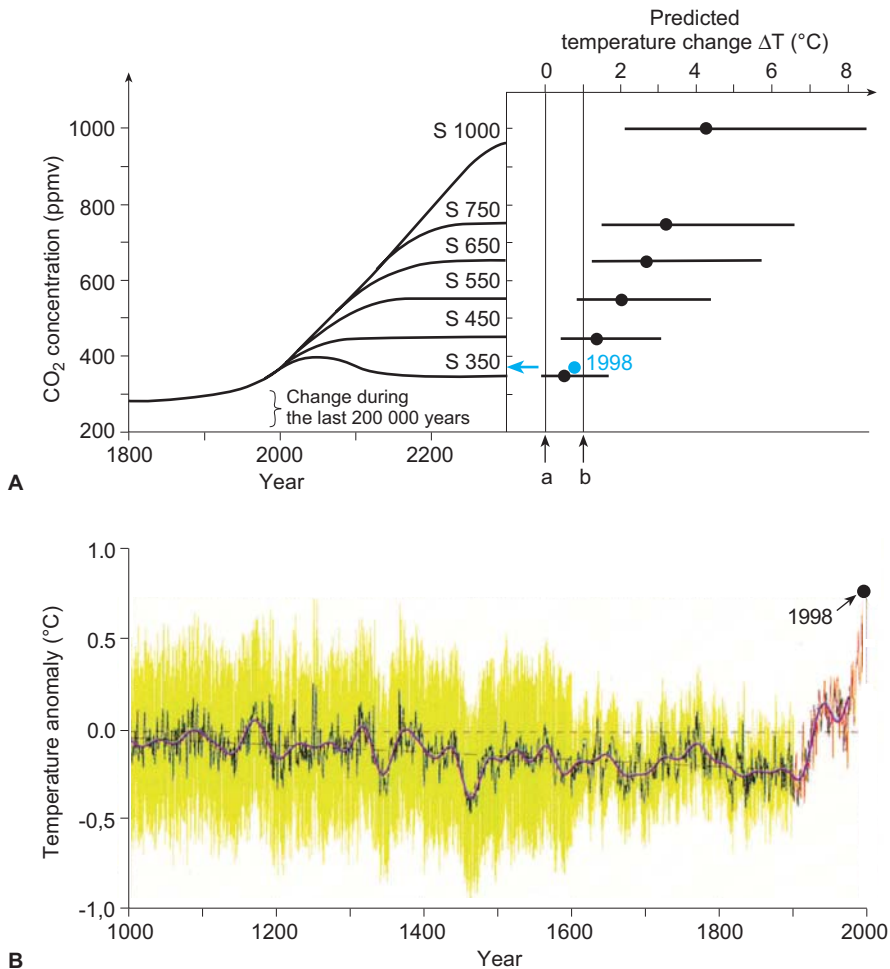 Predicted
temperature change ΔT (°C)
0 2 4 6 8
CO2 concentration (ppmv)
1000
800
600
400
200
S 1000
S 750
S 650
S 550
S 450
S 350
1998
Change during
the last 200 000 years
1800 2000 2200
Year
a b
A
Temperature anomaly (°C)
1.0
0.5
0.0
-0,5
-1,0
1998
1000 1200 1400 1600 1800 2000
Year
B